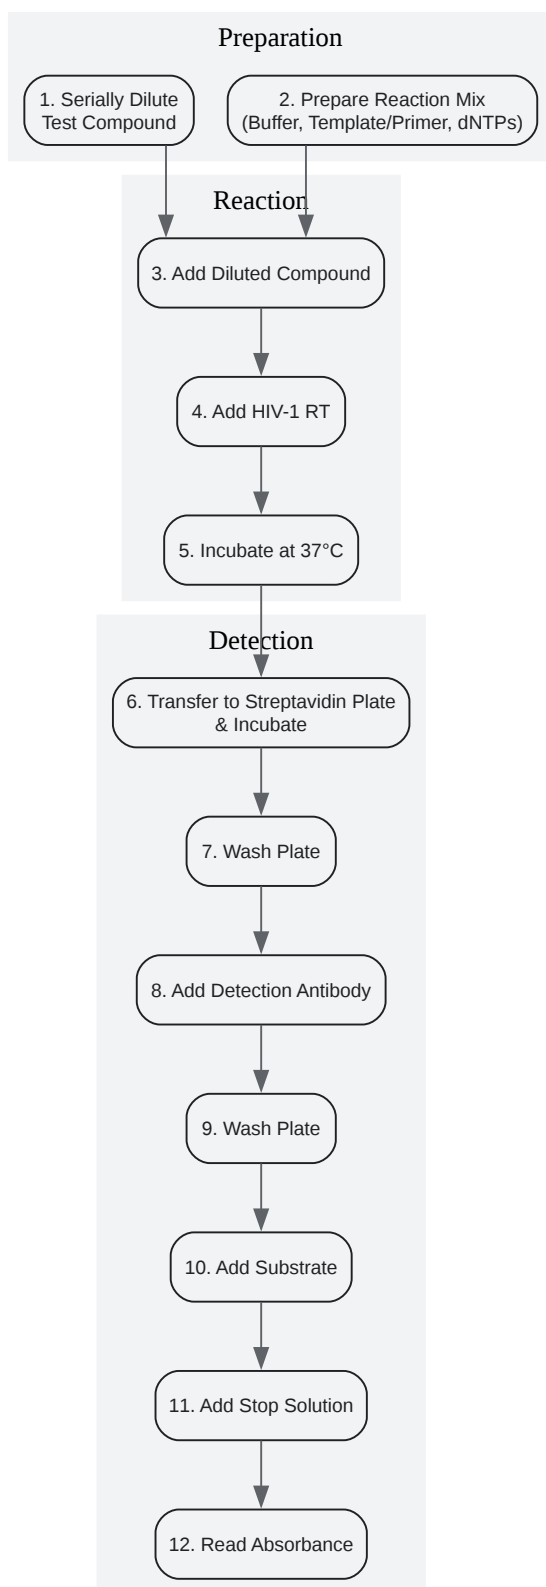 Preparation
1. Serially Dilute
Test Compound
2. Prepare Reaction Mix
(Buffer, Template/Primer, dNTPs)
Reaction
3. Add Diluted Compound
4. Add HIV-1 RT
5. Incubate at 37°C
Detection
6. Transfer to Streptavidin Plate
& Incubate
7. Wash Plate
8. Add Detection Antibody
9. Wash Plate
10. Add Substrate
11. Add Stop Solution
12. Read Absorbance